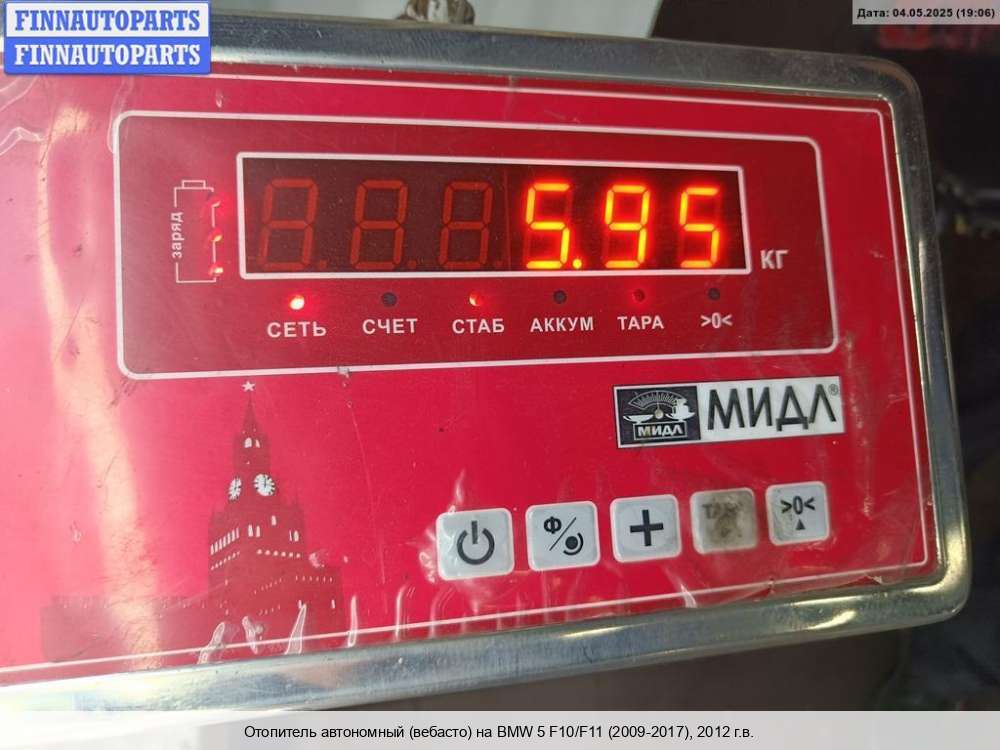 FINNAUTOPARTS
FINNAUTOPARTS
Дата: 04.05.2025 (19:06)
заряд
5.95
КГ
СЕТЬ СЧЕТ СТАБ АККУМ ТАРА >0<
МИДЛ МИДЛ®
Ф
+
>0<
Отопитель автономный (вебасто) на BMW 5 F10/F11 (2009-2017), 2012 г.в.